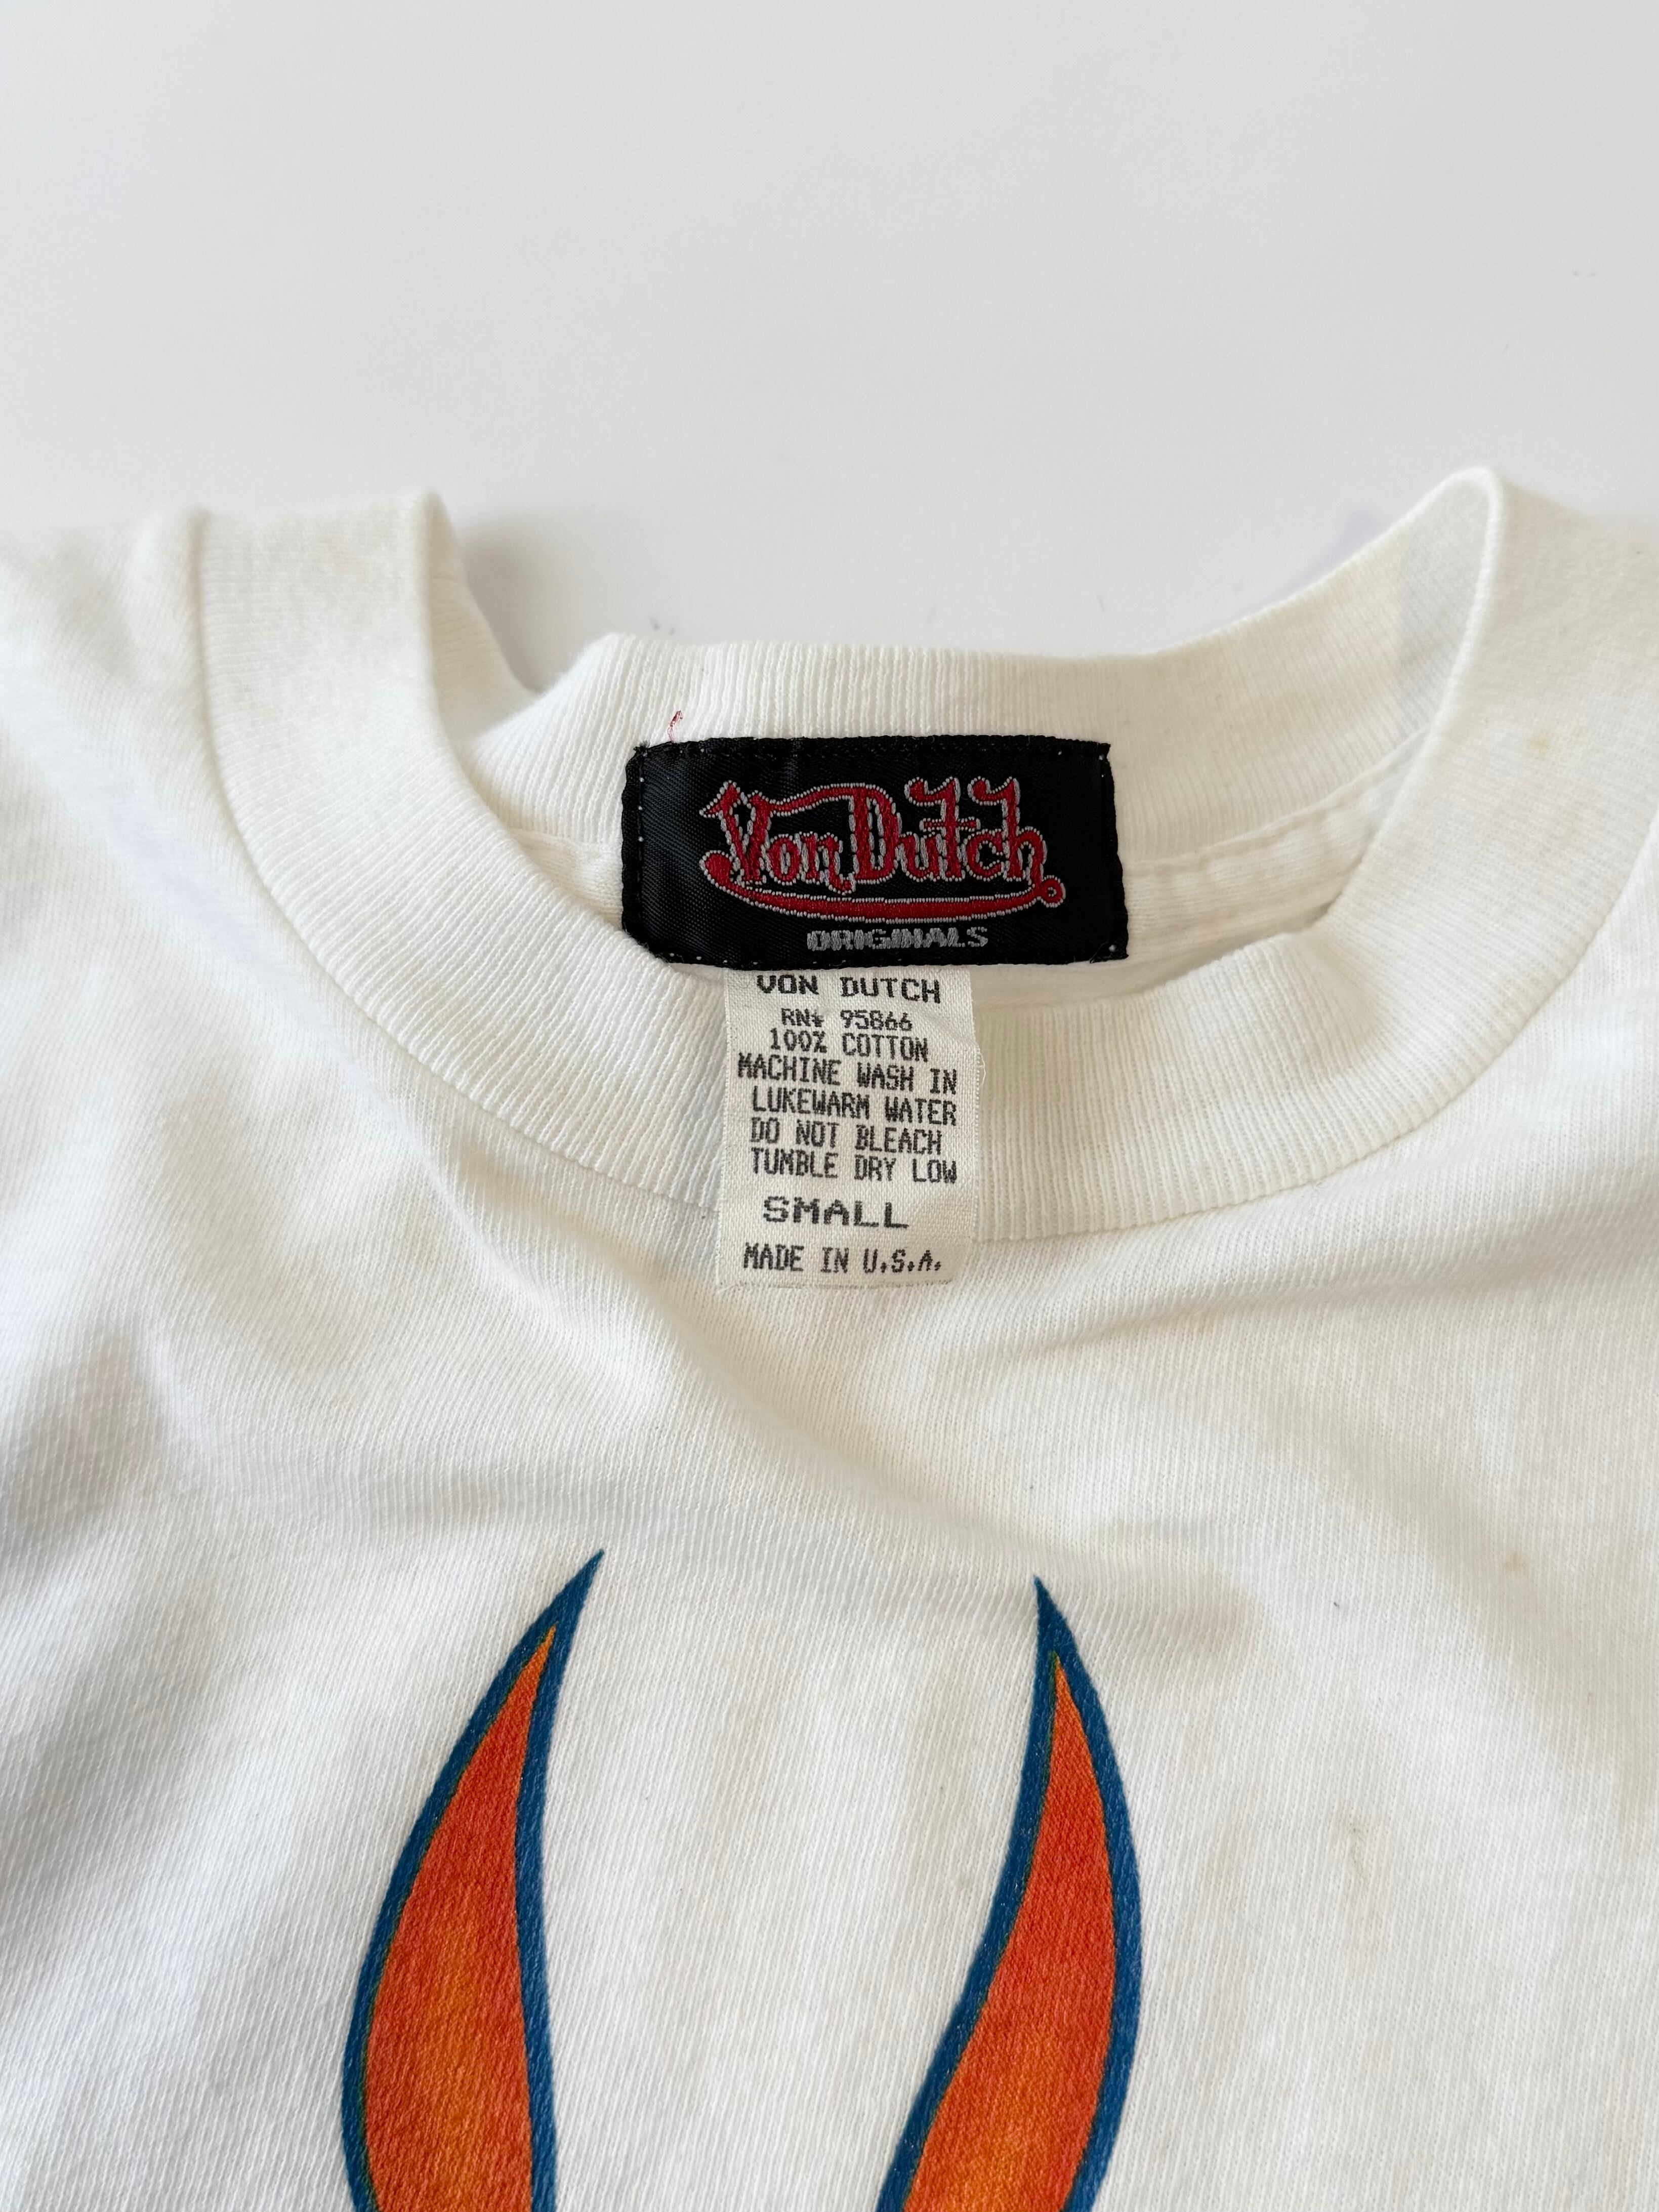 Von Dutch
ORIGINALS
VON DUTCH
RN# 95866
100% COTTON
MACHINE WASH IN
LUKEWARM WATER
DO NOT BLEACH
TUMBLE DRY LOW
SMALL
MADE IN U.S.A.